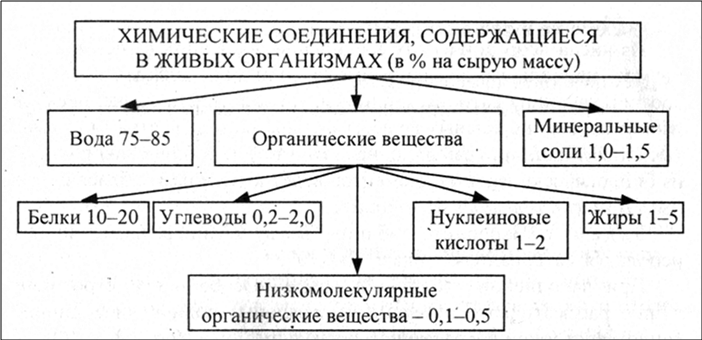 ХИМИЧЕСКИЕ СОЕДИНЕНИЯ, СОДЕРЖАЩИЕСЯ
В ЖИВЫХ ОРГАНИЗМАХ (в % на сырую массу)
Вода 75–85
Органические вещества
Минеральные
соли 1,0–1,5
Белки 10–20
Углеводы 0,2–2,0
Нуклеиновые
кислоты 1–2
Жиры 1–5
Низкомолекулярные
органические вещества – 0,1–0,5